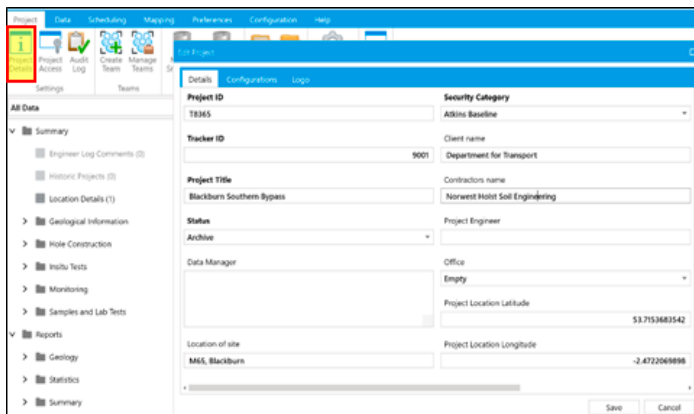 Project Data Scheduling Mapping Preferences Configuration Help
Project Details
Project Access
Audit Log
Create Team
Manage Teams
Settings Teams
Edit Project
Details Configurations Logo
All Data
Summary
Engineer Log Comments (0)
Historic Projects (0)
Location Details (1)
Geological Information
Hole Construction
Insitu Tests
Monitoring
Samples and Lab Tests
Reports
Geology
Statistics
Summary
Project ID
T8365
Tracker ID
9001
Project Title
Blackburn Southern Bypass
Status
Archive
Data Manager
Location of site
M65, Blackburn
Security Category
Atkins Baseline
Client name
Department for Transport
Contractors name
Norwest Holst Soil Engineering
Project Engineer
Office
Empty
Project Location Latitude
53.7153683542
Project Location Longitude
-2.4722069898
Save Cancel